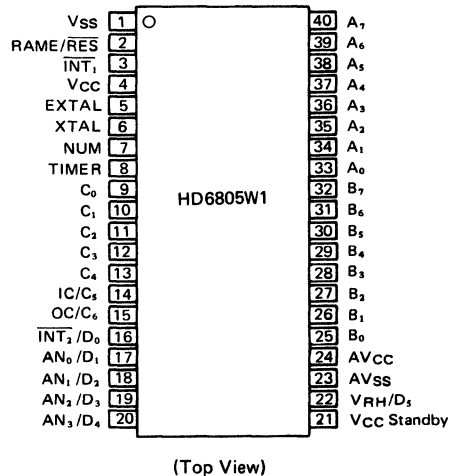 VSS 1 40 A₇
RAME/R̅E̅S̅ 2 39 A₆
I̅N̅T̅₁ 3 38 A₅
VCC 4 37 A₄
EXTAL 5 36 A₃
XTAL 6 35 A₂
NUM 7 34 A₁
TIMER 8 33 A₀
C₀ 9 32 B₇
HD6805W1
C₁ 10 31 B₆
C₂ 11 30 B₅
C₃ 12 29 B₄
C₄ 13 28 B₃
IC/C₅ 14 27 B₂
OC/C₆ 15 26 B₁
I̅N̅T̅₂/D₀ 16 25 B₀
AN₀/D₁ 17 24 AVCC
AN₁/D₂ 18 23 AVSS
AN₂/D₃ 19 22 VRH/D₅
AN₃/D₄ 20 21 VCC Standby
(Top View)